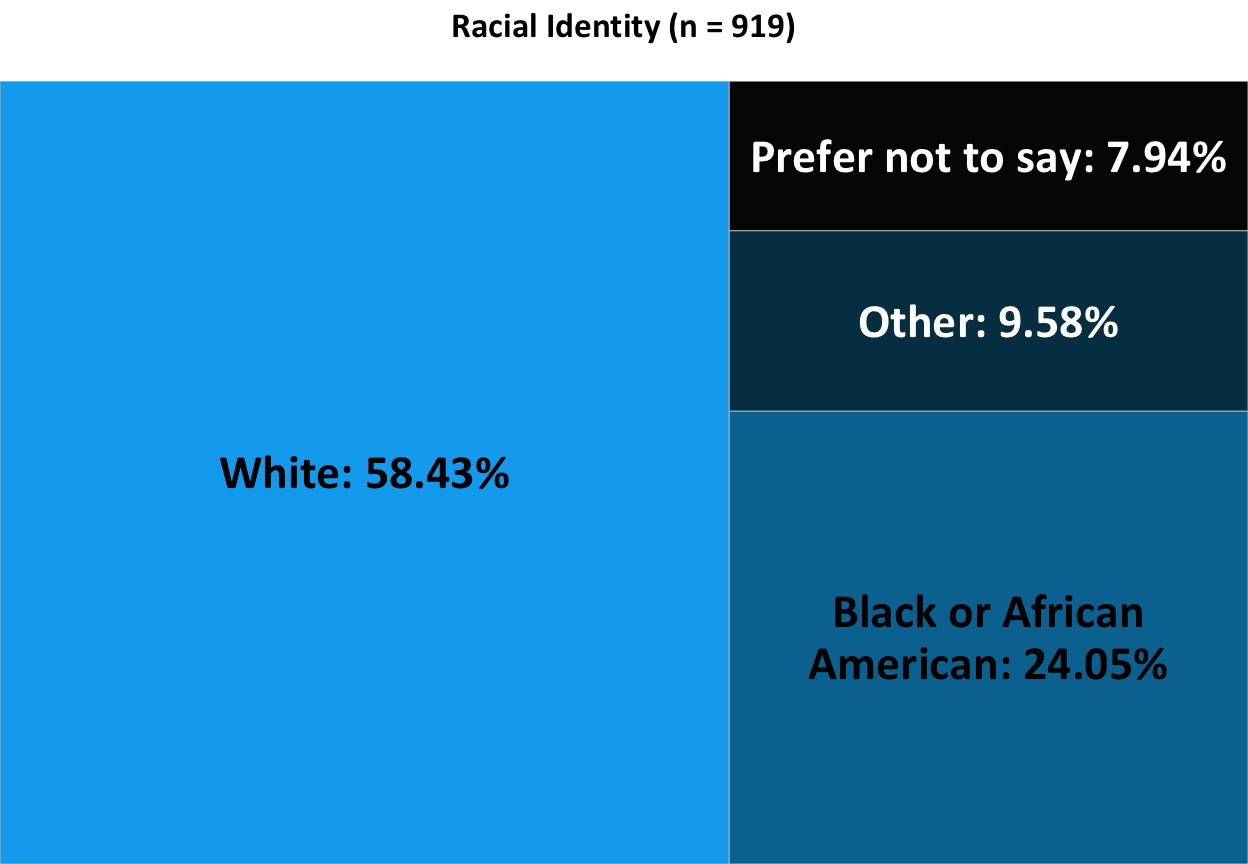 Racial Identity (n = 919)
Prefer not to say: 7.94%
Other: 9.58%
White: 58.43%
Black or African
American: 24.05%